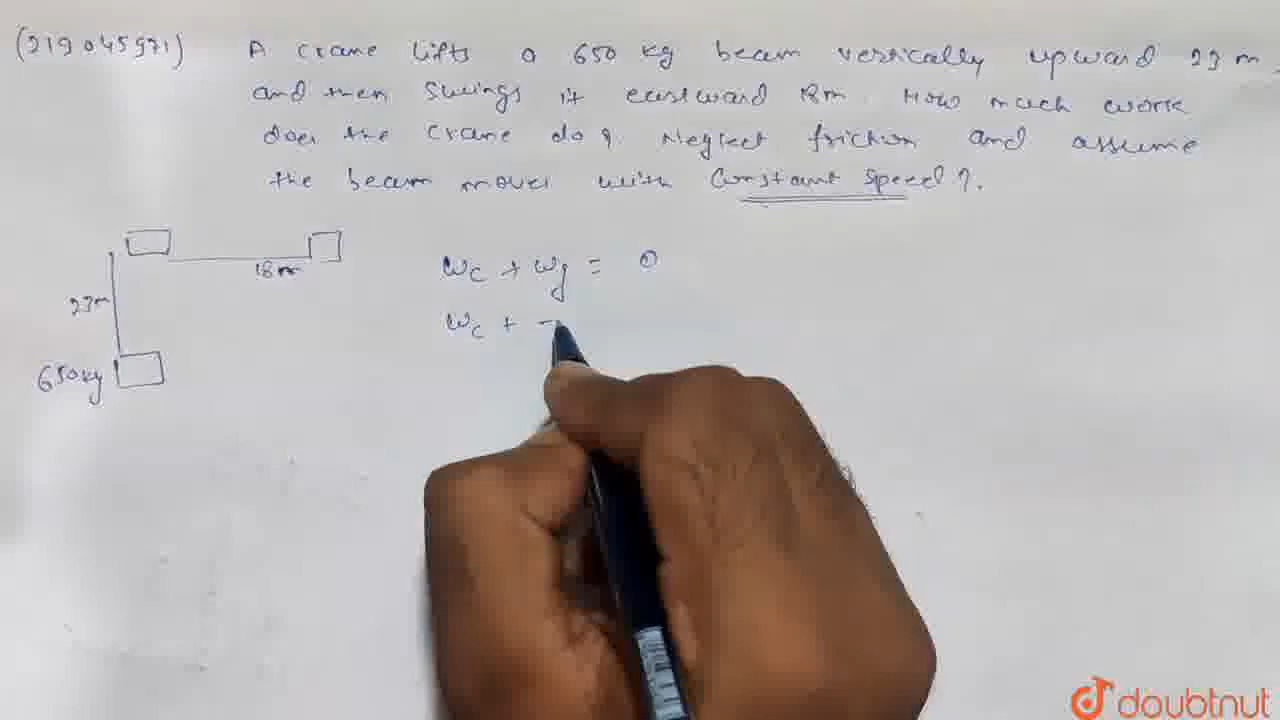 (219045971) A crane lifts a 650 kg beam vertically upward 23 m
and then swings it eastward 18m. How much work
does the crane do? Neglect friction and assume
the beam moves with Constant speed?.
18m
23m
650kg
Wc + Wg = 0
Wc + -
doubtnut